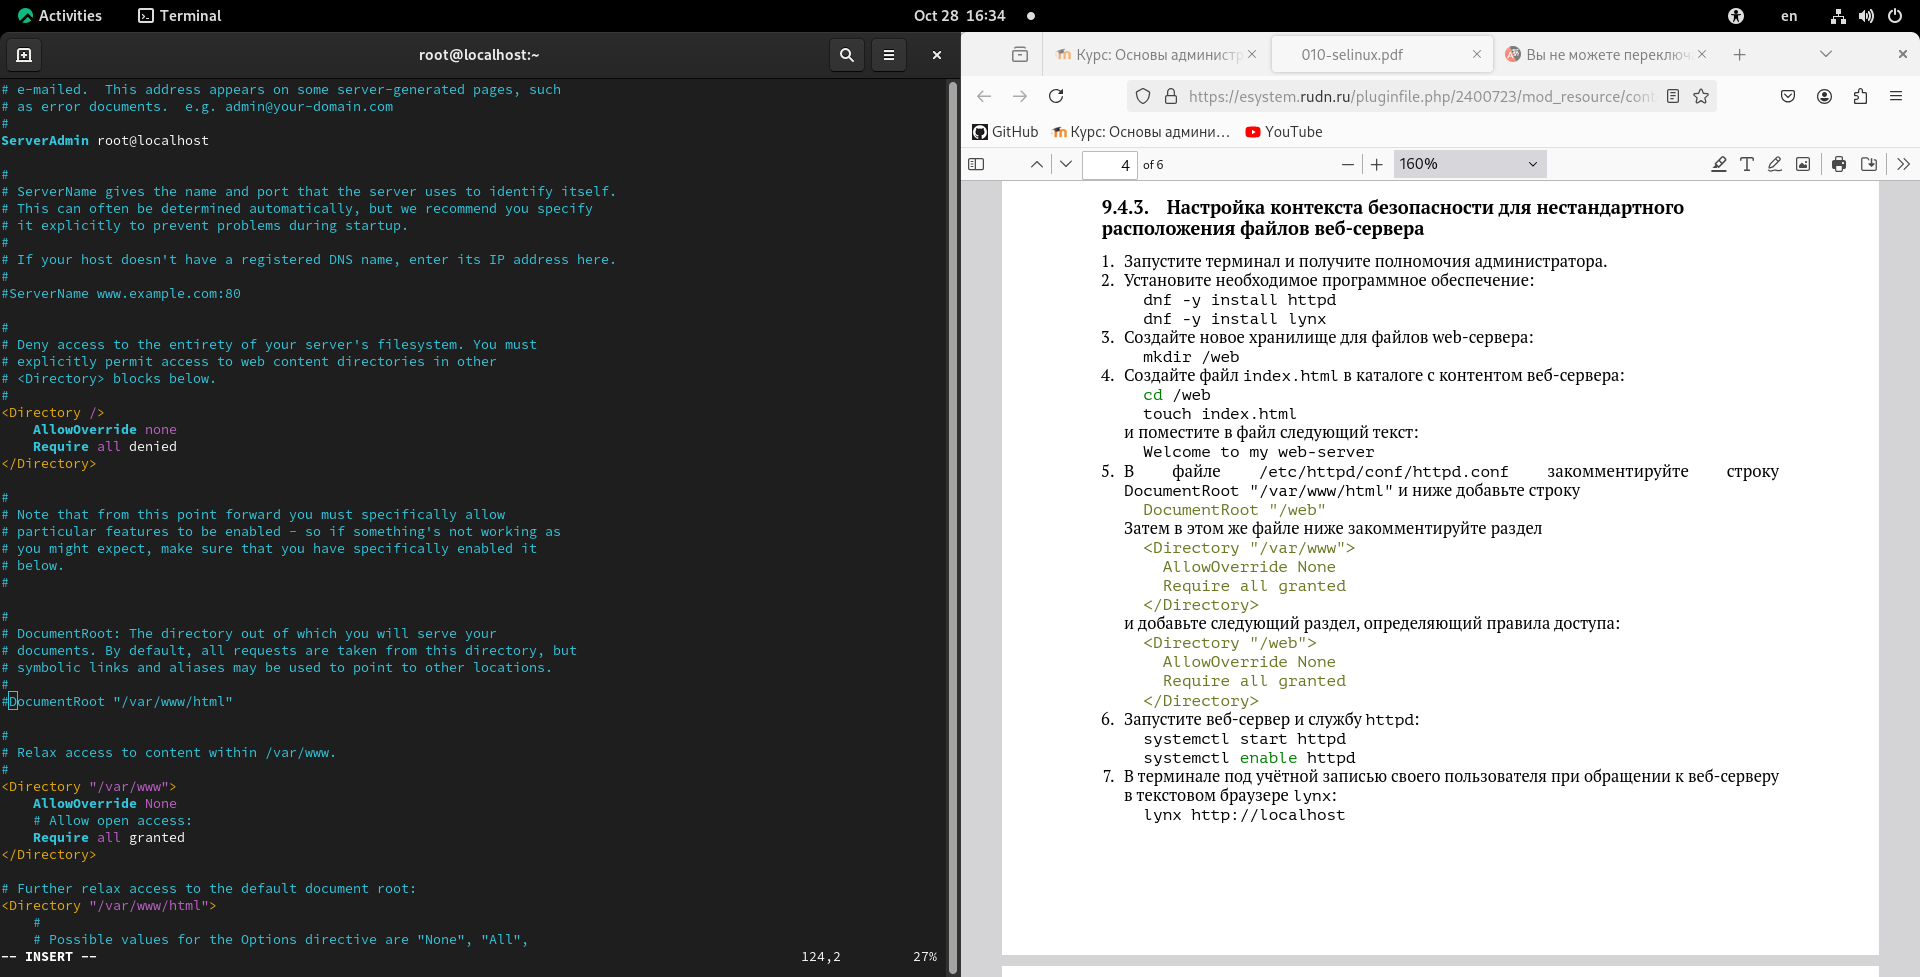 Activities Terminal Oct 28 16:34 en
root@localhost:~
# e-mailed.  This address appears on some server-generated pages, such
# as error documents.  e.g. admin@your-domain.com
#
ServerAdmin root@localhost
#
# ServerName gives the name and port that the server uses to identify itself.
# This can often be determined automatically, but we recommend you specify
# it explicitly to prevent problems during startup.
#
# If your host doesn't have a registered DNS name, enter its IP address here.
#
#ServerName www.example.com:80
#
# Deny access to the entirety of your server's filesystem. You must
# explicitly permit access to web content directories in other
# <Directory> blocks below.
#
<Directory />
    AllowOverride none
    Require all denied
</Directory>
#
# Note that from this point forward you must specifically allow
# particular features to be enabled - so if something's not working as
# you might expect, make sure that you have specifically enabled it
# below.
#
#
# DocumentRoot: The directory out of which you will serve your
# documents. By default, all requests are taken from this directory, but
# symbolic links and aliases may be used to point to other locations.
#
#DocumentRoot "/var/www/html"
#
# Relax access to content within /var/www.
#
<Directory "/var/www">
    AllowOverride None
    # Allow open access:
    Require all granted
</Directory>
# Further relax access to the default document root:
<Directory "/var/www/html">
    #
    # Possible values for the Options directive are "None", "All",
-- INSERT -- 124,2 27%
Курс: Основы администр 010-selinux.pdf Вы не можете переключ
https://esystem.rudn.ru/pluginfile.php/2400723/mod_resource/cont
GitHub Курс: Основы админи… YouTube
4 of 6 160%
9.4.3. Настройка контекста безопасности для нестандартного
расположения файлов веб-сервера
1. Запустите терминал и получите полномочия администратора.
2. Установите необходимое программное обеспечение:
dnf -y install httpd
dnf -y install lynx
3. Создайте новое хранилище для файлов web-сервера:
mkdir /web
4. Создайте файл index.html в каталоге с контентом веб-сервера:
cd /web
touch index.html
и поместите в файл следующий текст:
Welcome to my web-server
5. В файле /etc/httpd/conf/httpd.conf закомментируйте строку
DocumentRoot "/var/www/html" и ниже добавьте строку
DocumentRoot "/web"
Затем в этом же файле ниже закомментируйте раздел
<Directory "/var/www">
AllowOverride None
Require all granted
</Directory>
и добавьте следующий раздел, определяющий правила доступа:
<Directory "/web">
AllowOverride None
Require all granted
</Directory>
6. Запустите веб-сервер и службу httpd:
systemctl start httpd
systemctl enable httpd
7. В терминале под учётной записью своего пользователя при обращении к веб-серверу
в текстовом браузере lynx:
lynx http://localhost